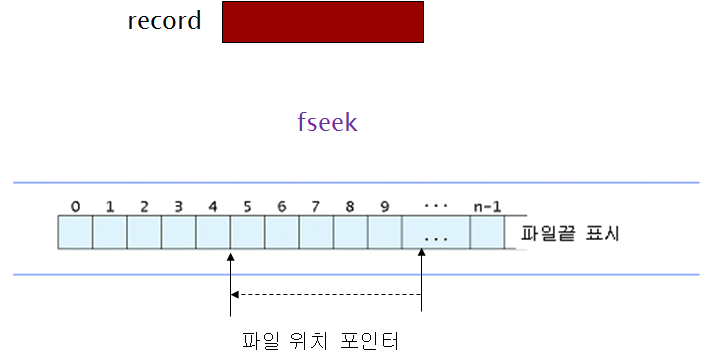 record
fseek
0 1 2 3 4 5 6 7 8 9 ... n-1
... 파일끝 표시
파일 위치 포인터